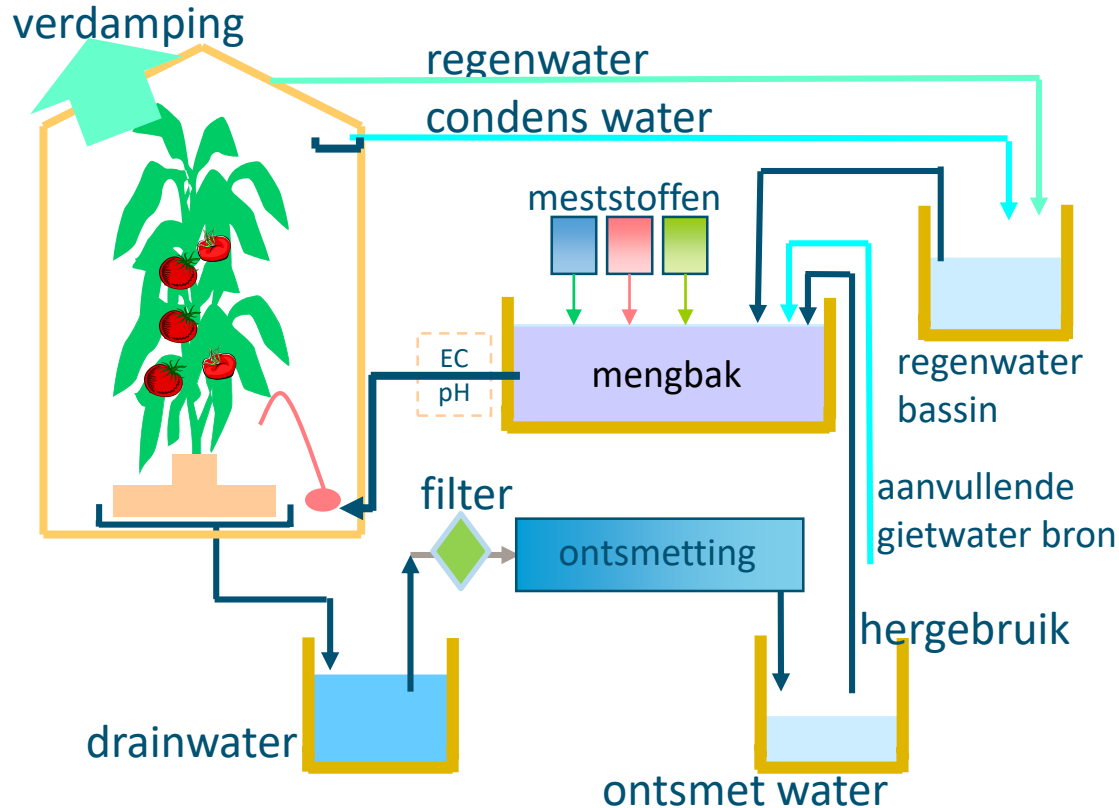 verdamping
regenwater
condens water
meststoffen
EC
pH
mengbak
regenwater
bassin
aanvullende
gietwater bron
filter
ontsmetting
hergebruik
drainwater
ontsmet water